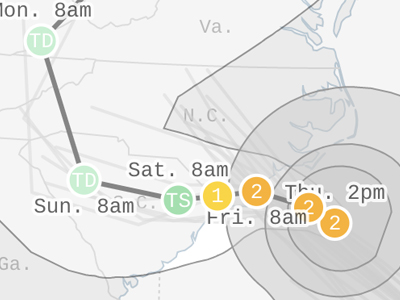 Mon. 8am
TD
Va.
N.C.
Sat. 8am
TD
TS
1
2
Thu. 2pm
Sun. 8am
S.C.
Fri. 8am
2
2
Ga.